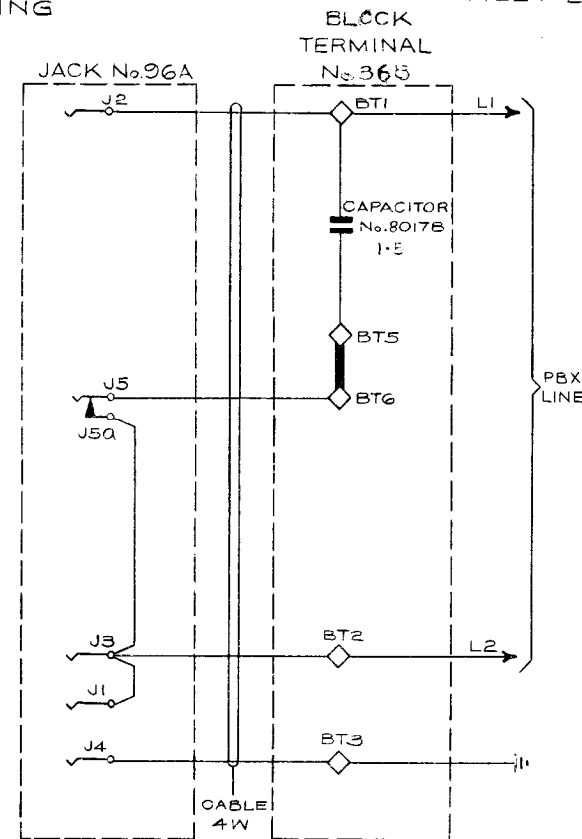 ING
BLOCK
TERMINAL
No.36B
JACK No.96A
J2
BT1
L1
CAPACITOR
No.8017B
1·5
BT5
J5
BT6
PBX
LINE
J5a
J3
BT2
L2
J1
J4
BT3
CABLE
4W